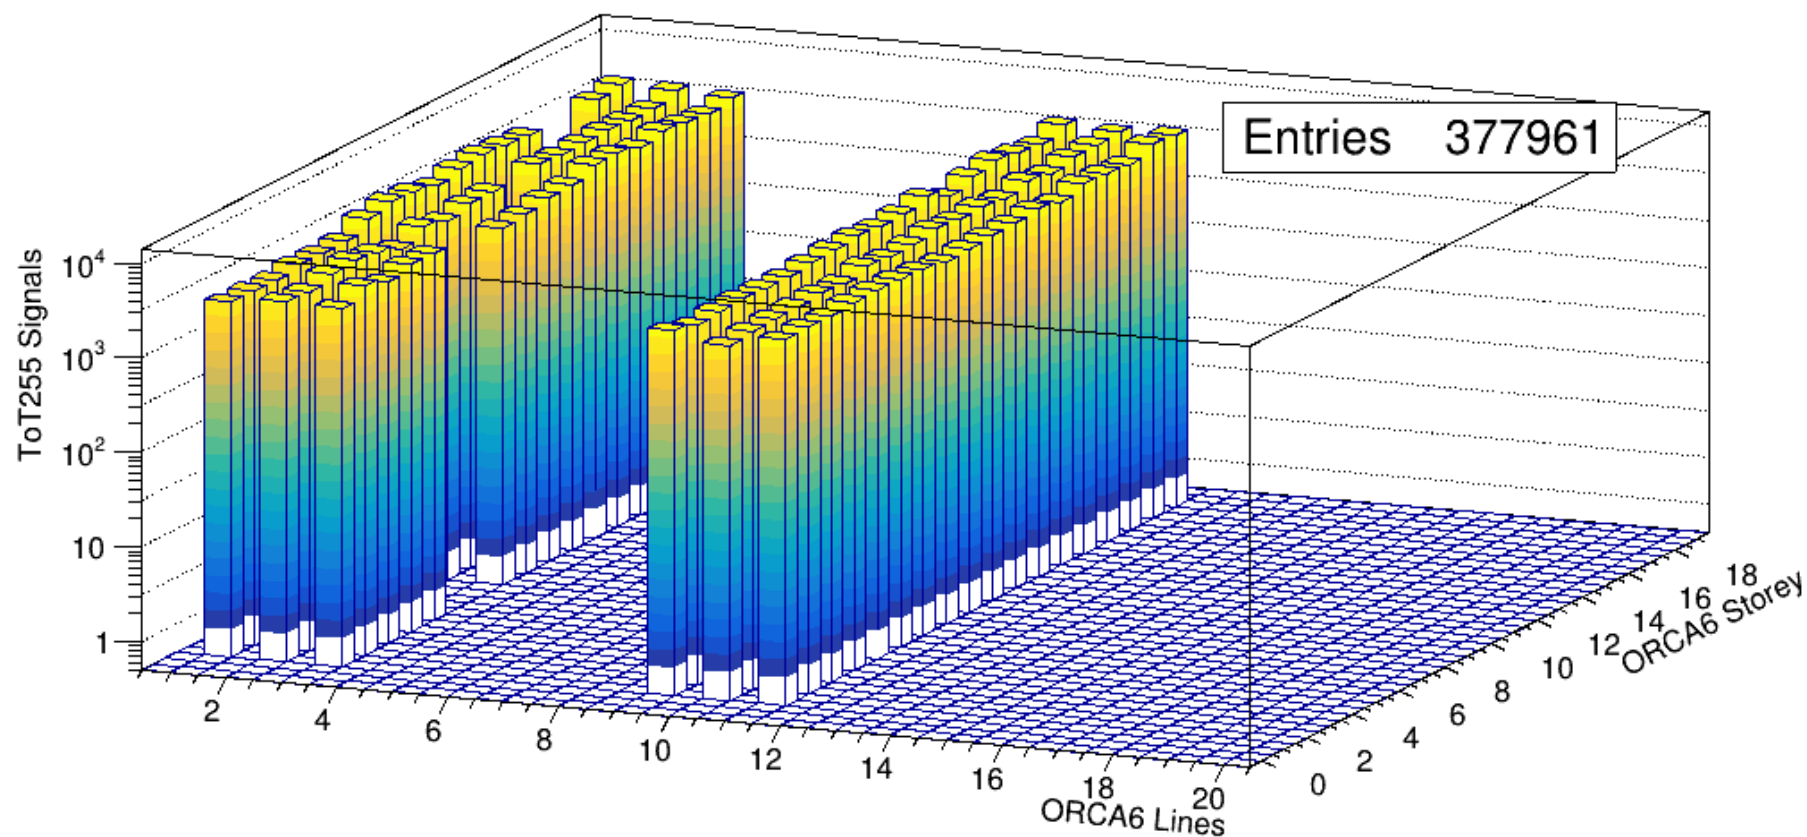 Entries 377961
ToT255 Signals
10⁴
10³
10²
10
1
2 4 6 8 10 12 14 16 18 20
ORCA6 Lines
0 2 4 6 8 10 12 14 16 18
ORCA6 Storey